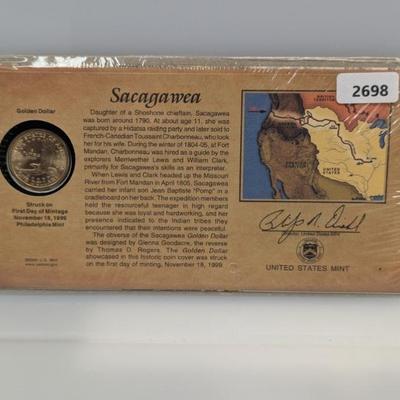 2698
Sacagawea
Golden Dollar
Daughter of a Shoshone chieftain, Sacagawea
was born around 1790. At about age 11, she was
captured by a Hidatsa raiding party and later sold to
French-Canadian Toussaint Charbonneau, who took
her for his wife. During the winter of 1804-05, at Fort
Mandan, Charbonneau was hired as a guide by the
explorers Meriwether Lewis and William Clark,
primarily for Sacagawea's skills as an interpreter.
When Lewis and Clark headed up the Missouri
River from Fort Mandan in April 1805, Sacagawea
carried her infant son Jean Baptiste "Pomp" in a
cradleboard on her back. The expedition members
held the resourceful teenager in high regard
because she was loyal and hardworking, and her
presence indicated to the Indian tribes they
encountered that their intentions were peaceful.
The obverse of the Sacagawea Golden Dollar
was designed by Glenna Goodacre, the reverse
by Thomas D. Rogers. The Golden Dollar
showcased in this historic coin cover was struck
on the first day of minting, November 18, 1999.
Struck on
First Day of Mintage
November 18, 1999
Philadelphia Mint
BRITISH
TERRITORY
UNITED
STATES
Director, United States Mint
UNITED STATES MINT